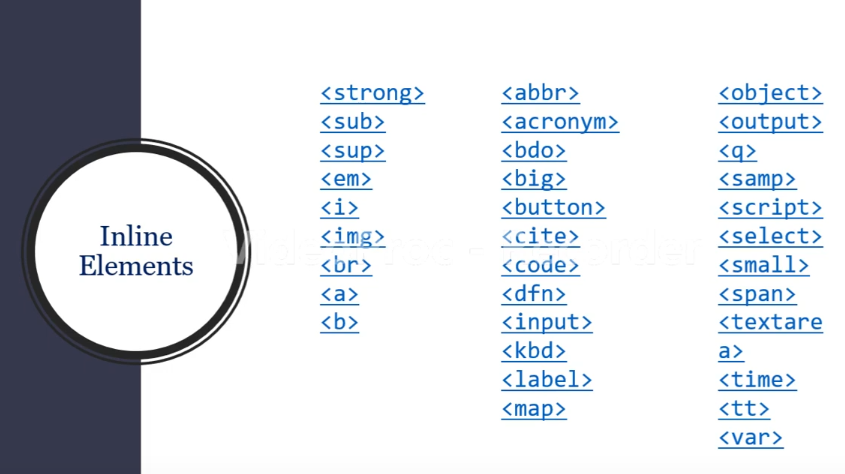 Inline
Elements
<strong>
<sub>
<sup>
<em>
<i>
<img>
<br>
<a>
<b>
<abbr>
<acronym>
<bdo>
<big>
<button>
<cite>
<code>
<dfn>
<input>
<kbd>
<label>
<map>
<object>
<output>
<q>
<samp>
<script>
<select>
<small>
<span>
<textare
a>
<time>
<tt>
<var>